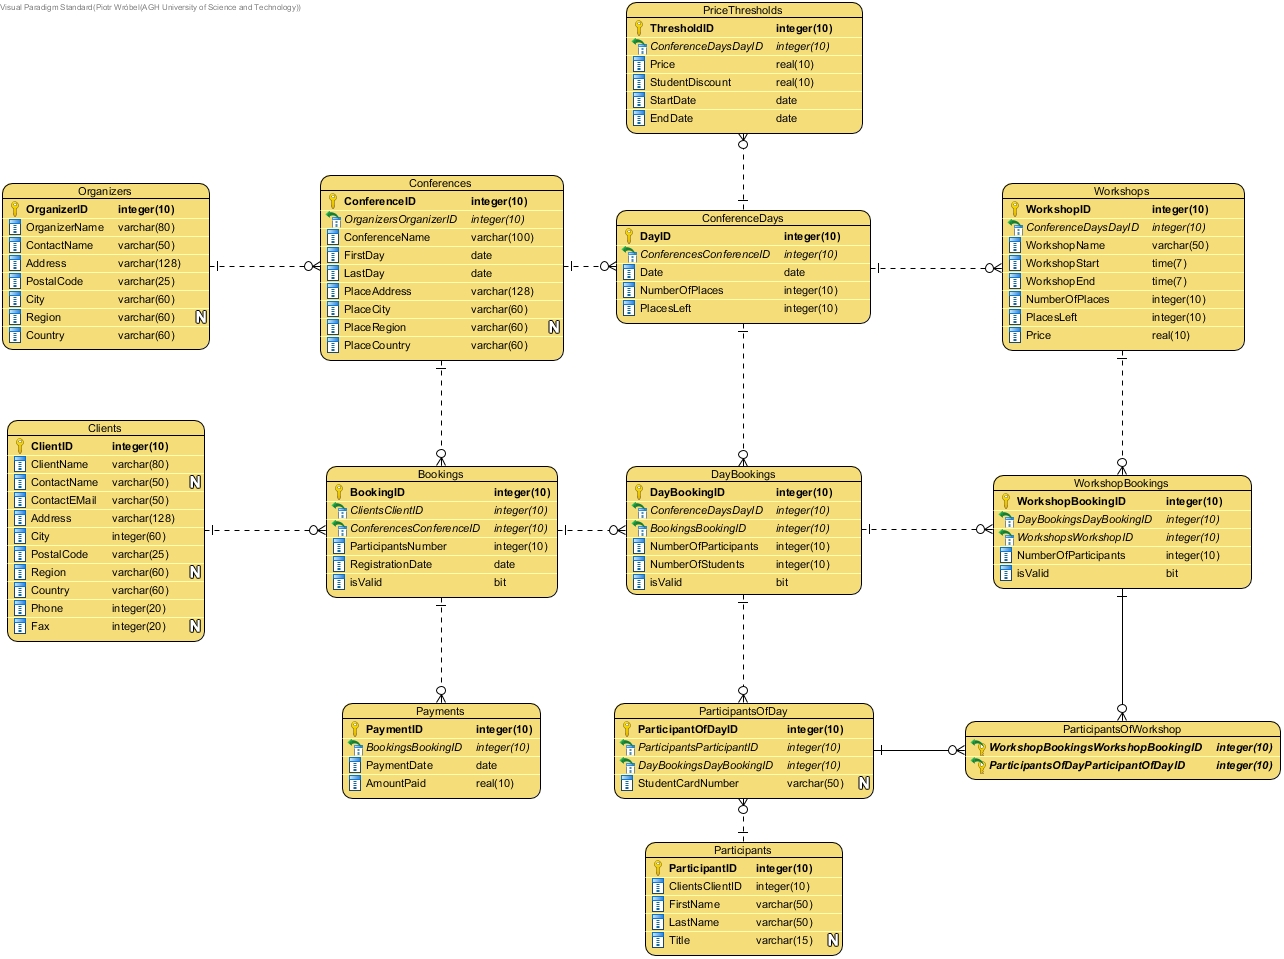 Visual Paradigm Standard(Piotr Wróbel(AGH University of Science and Technology))
PriceThresholds
ThresholdID integer(10)
ConferenceDaysDayID integer(10)
Price real(10)
StudentDiscount real(10)
StartDate date
EndDate date
Organizers
OrganizerID integer(10)
OrganizerName varchar(80)
ContactName varchar(50)
Address varchar(128)
PostalCode varchar(25)
City varchar(60)
Region varchar(60) N
Country varchar(60)
Conferences
ConferenceID integer(10)
OrganizersOrganizerID integer(10)
ConferenceName varchar(100)
FirstDay date
LastDay date
PlaceAddress varchar(128)
PlaceCity varchar(60)
PlaceRegion varchar(60) N
PlaceCountry varchar(60)
ConferenceDays
DayID integer(10)
ConferencesConferenceID integer(10)
Date date
NumberOfPlaces integer(10)
PlacesLeft integer(10)
Workshops
WorkshopID integer(10)
ConferenceDaysDayID integer(10)
WorkshopName varchar(50)
WorkshopStart time(7)
WorkshopEnd time(7)
NumberOfPlaces integer(10)
PlacesLeft integer(10)
Price real(10)
Clients
ClientID integer(10)
ClientName varchar(80)
ContactName varchar(50) N
ContactEMail varchar(50)
Address varchar(128)
City integer(60)
PostalCode varchar(25)
Region varchar(60) N
Country varchar(60)
Phone integer(20)
Fax integer(20) N
Bookings
BookingID integer(10)
ClientsClientID integer(10)
ConferencesConferenceID integer(10)
ParticipantsNumber integer(10)
RegistrationDate date
isValid bit
DayBookings
DayBookingID integer(10)
ConferenceDaysDayID integer(10)
BookingsBookingID integer(10)
NumberOfParticipants integer(10)
NumberOfStudents integer(10)
isValid bit
WorkshopBookings
WorkshopBookingID integer(10)
DayBookingsDayBookingID integer(10)
WorkshopsWorkshopID integer(10)
NumberOfParticipants integer(10)
isValid bit
Payments
PaymentID integer(10)
BookingsBookingID integer(10)
PaymentDate date
AmountPaid real(10)
ParticipantsOfDay
ParticipantOfDayID integer(10)
ParticipantsParticipantID integer(10)
DayBookingsDayBookingID integer(10)
StudentCardNumber varchar(50) N
ParticipantsOfWorkshop
WorkshopBookingsWorkshopBookingID integer(10)
ParticipantsOfDayParticipantOfDayID integer(10)
Participants
ParticipantID integer(10)
ClientsClientID integer(10)
FirstName varchar(50)
LastName varchar(50)
Title varchar(15) N